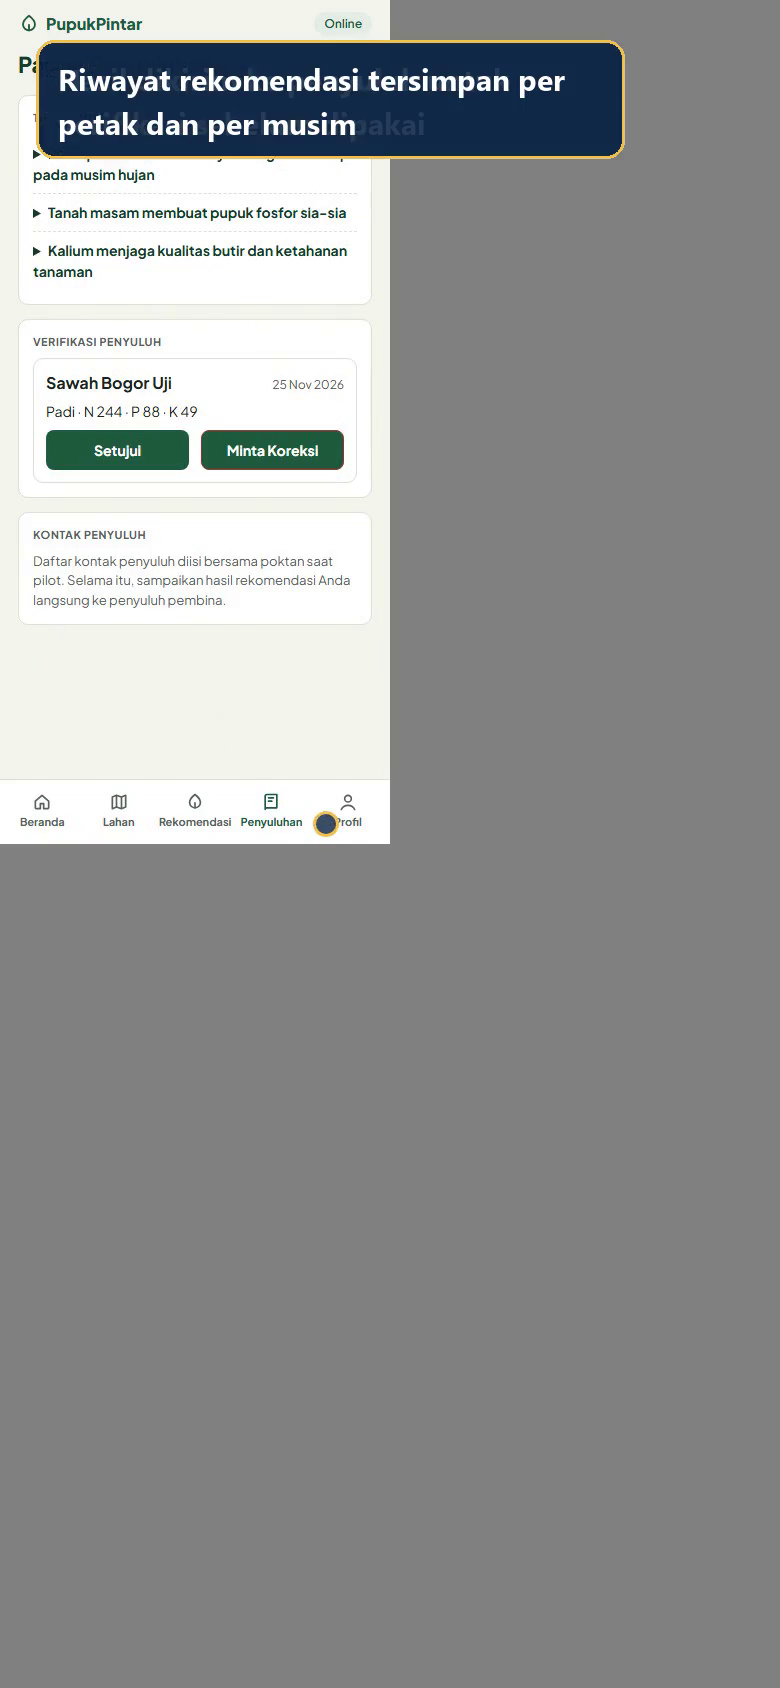 PupukPintar
Online
Riwayat rekomendasi tersimpan per
petak dan per musim
pada musim hujan
Tanah masam membuat pupuk fosfor sia-sia
Kalium menjaga kualitas butir dan ketahanan
tanaman
VERIFIKASI PENYULUH
Sawah Bogor Uji
25 Nov 2026
Padi · N 244 · P 88 · K 49
Setujui
Minta Koreksi
KONTAK PENYULUH
Daftar kontak penyuluh diisi bersama poktan saat
pilot. Selama itu, sampaikan hasil rekomendasi Anda
langsung ke penyuluh pembina.
Beranda
Lahan
Rekomendasi
Penyuluhan
Profil